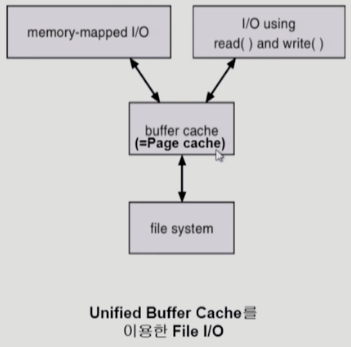 memory-mapped I/O
I/O using
read( ) and write( )
buffer cache
(=Page cache)
file system
Unified Buffer Cache를
이용한 File I/O